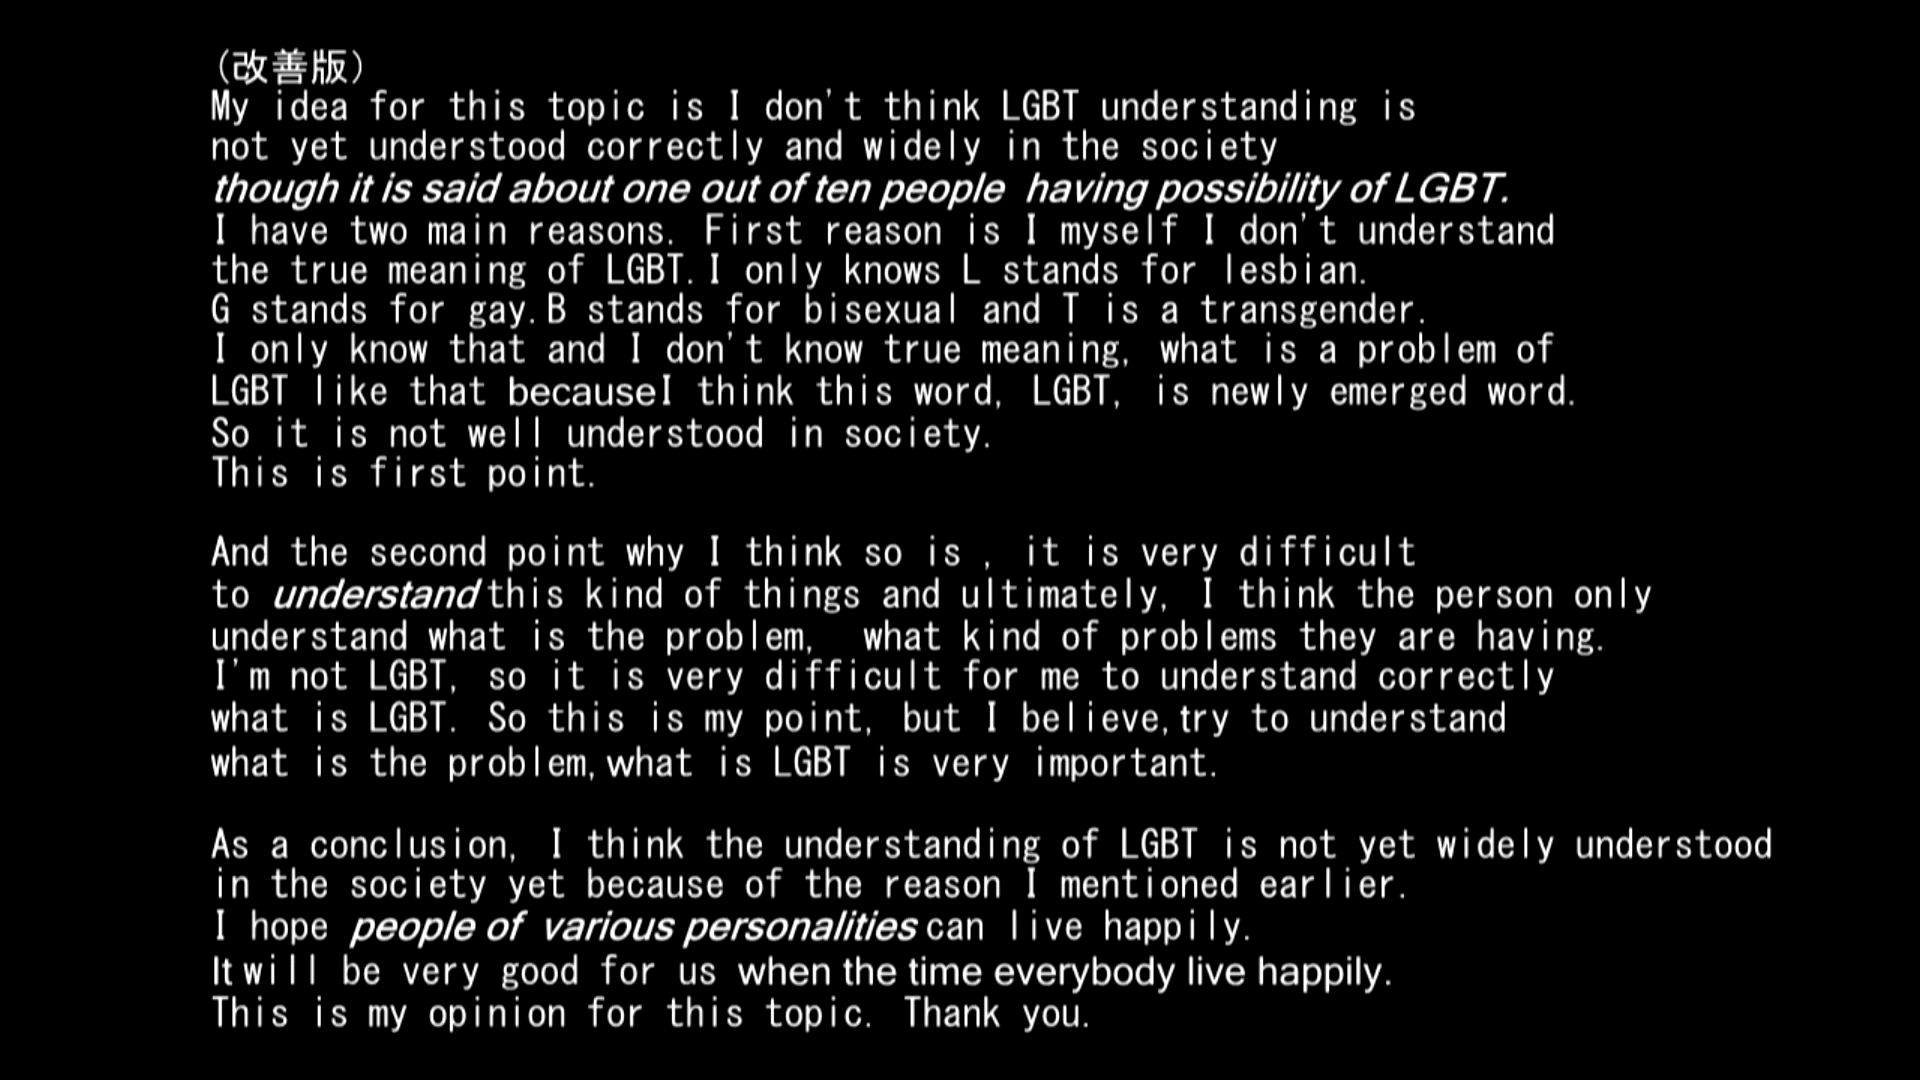 (改善版)
My idea for this topic is I don't think LGBT understanding is
not yet understood correctly and widely in the society
though it is said about one out of ten people having possibility of LGBT.
I have two main reasons. First reason is I myself I don't understand
the true meaning of LGBT. I only knows L stands for lesbian.
G stands for gay. B stands for bisexual and T is a transgender.
I only know that and I don't know true meaning, what is a problem of
LGBT like that becauseI think this word, LGBT, is newly emerged word.
So it is not well understood in society.
This is first point.
And the second point why I think so is , it is very difficult
to understand this kind of things and ultimately, I think the person only
understand what is the problem, what kind of problems they are having.
I'm not LGBT, so it is very difficult for me to understand correctly
what is LGBT. So this is my point, but I believe, try to understand
what is the problem, what is LGBT is very important.
As a conclusion, I think the understanding of LGBT is not yet widely understood
in the society yet because of the reason I mentioned earlier.
I hope people of various personalities can live happily.
It will be very good for us when the time everybody live happily.
This is my opinion for this topic. Thank you.